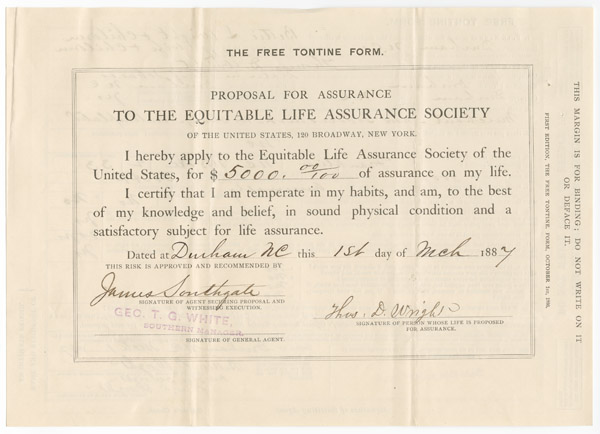 THE FREE TONTINE FORM.
PROPOSAL FOR ASSURANCE
TO THE EQUITABLE LIFE ASSURANCE SOCIETY
OF THE UNITED STATES, 120 BROADWAY, NEW YORK.
I hereby apply to the Equitable Life Assurance Society of the
United States, for $ 5000. 00/100 of assurance on my life.
I certify that I am temperate in my habits, and am, to the best
of my knowledge and belief, in sound physical condition and a
satisfactory subject for life assurance.
Dated at Durham NC this 1st day of Mch 1887
THIS RISK IS APPROVED AND RECOMMENDED BY
James Southgate
SIGNATURE OF AGENT SECURING PROPOSAL AND
WITNESSING EXECUTION.
GEO. T. G. WHITE,
SOUTHERN MANAGER.
SIGNATURE OF GENERAL AGENT.
Thos. D. Wright
SIGNATURE OF PERSON WHOSE LIFE IS PROPOSED
FOR ASSURANCE.
THIS MARGIN IS FOR BINDING; DO NOT WRITE ON IT
OR DEFACE IT.
FIRST EDITION, THE FREE TONTINE FORM, OCTOBER 1st, 1886.